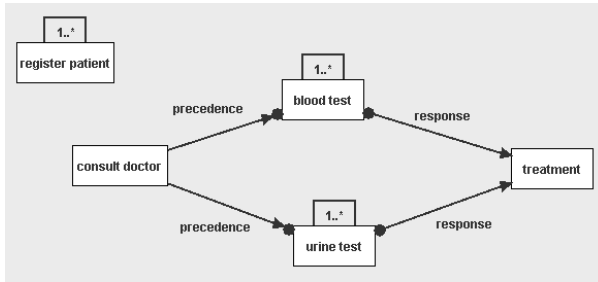 1..*
register patient
1..*
blood test
precedence
response
consult doctor
treatment
1..*
precedence
response
urine test